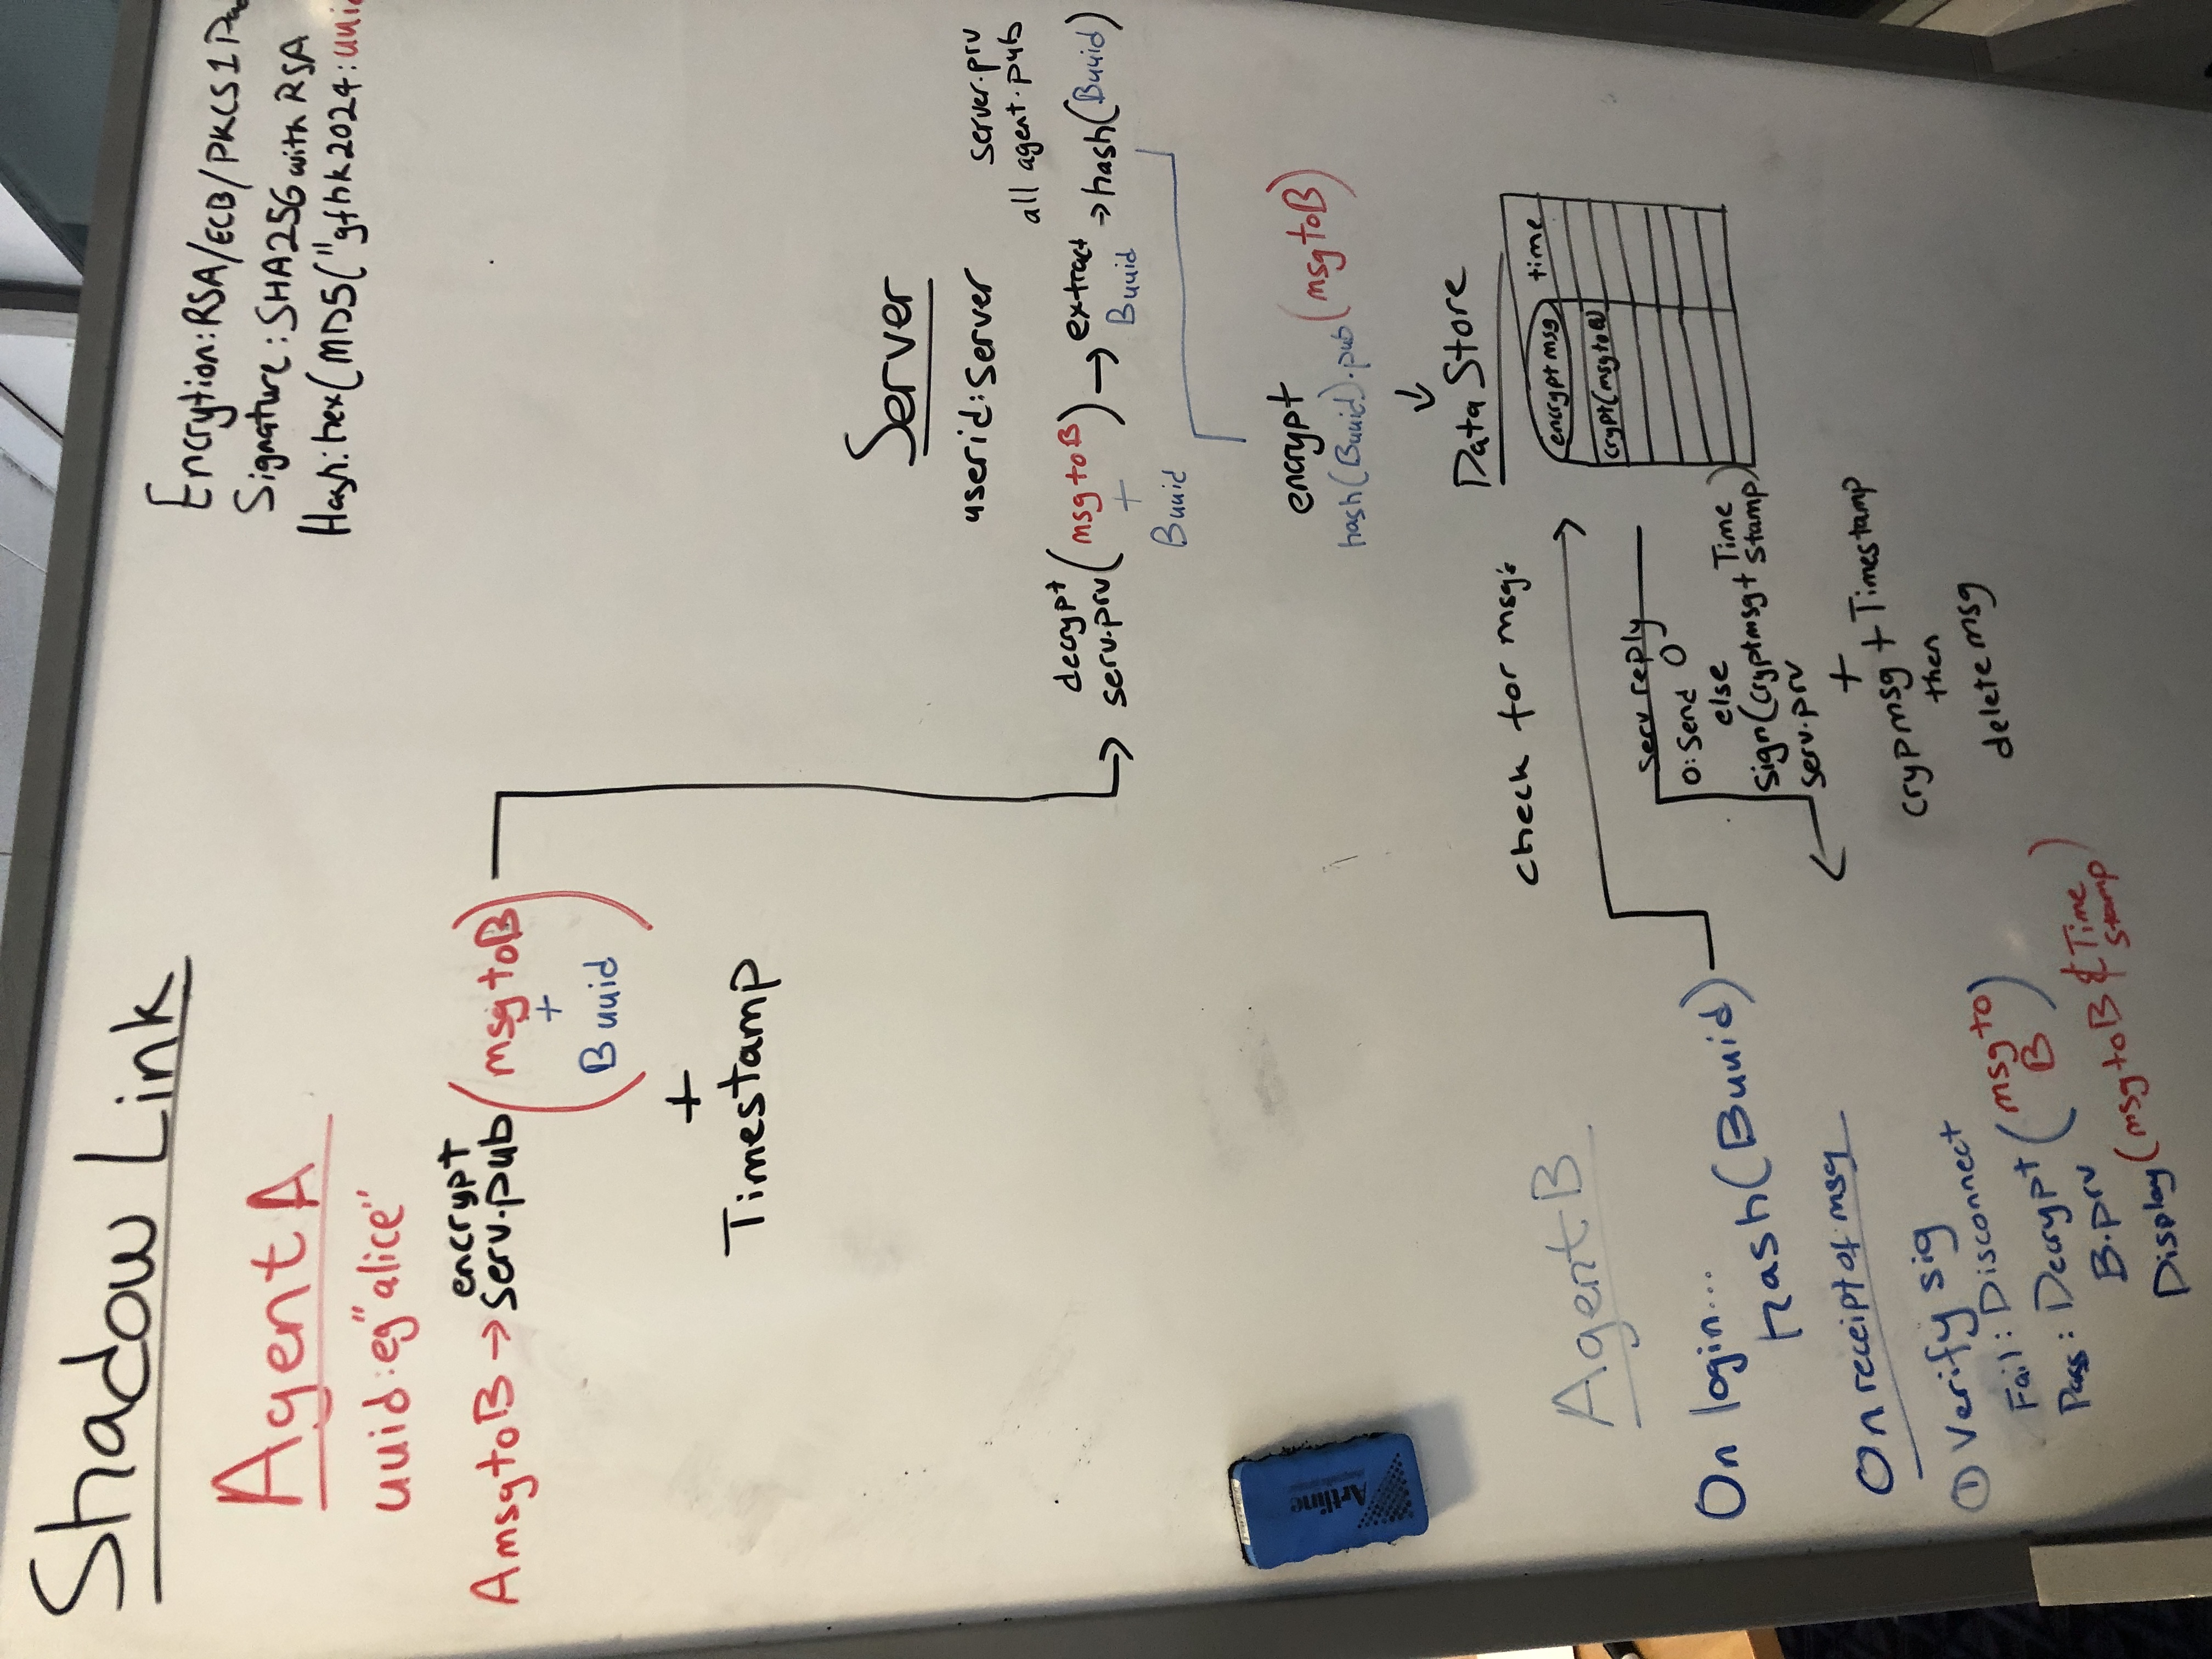 Shadow Link
Encrytion: RSA/ECB/PKCS1 Pad
Signature: SHA256 with RSA
Hash: hex(MD5("gfhk2024:uuid
Agent A
uuid: eg "alice"
A msg to B → encrypt serv.pub (msg to B + B uuid)
+
Timestamp
Server
userid: server
server.prv
all agent.pub
decrypt serv.prv (msg to B + Buuid) → extract Buuid → hash(Buuid)
encrypt
hash(Buuid).pub (msg to B)
↓
Data Store
encrypt msg
time
crypt(msg to B)
check for msg's
Agent B
On login...
hash(Buuid)
serv reply
0: Send 0
else
Sign(cryptmsg + Time Stamp)
serv.prv
+
crypmsg + Timestamp
then
delete msg
On receipt of msg
① Verify sig
Fail: Disconnect
Pass: Decrypt (msg to B)
B.prv
Display (msg to B & Time Stamp)
Artline